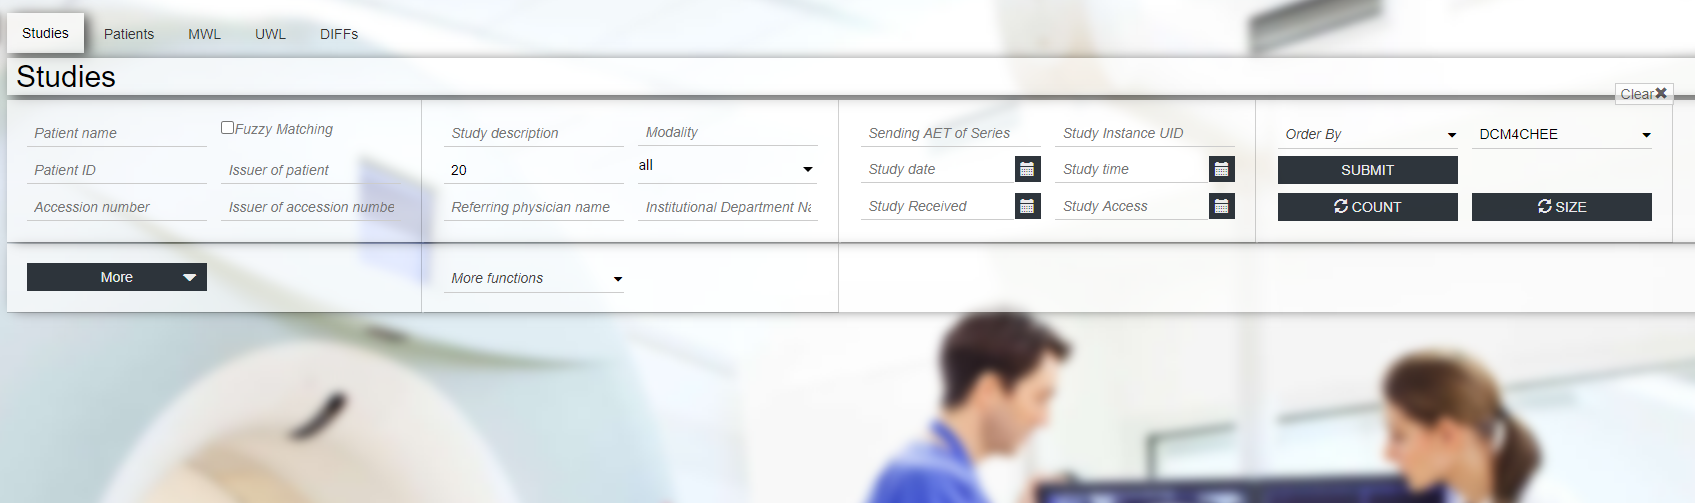 Studies Patients MWL UWL DIFFs
Studies
Clear
Patient name Fuzzy Matching Study description Modality Sending AET of Series Study Instance UID Order By DCM4CHEE
Patient ID Issuer of patient 20 all Study date Study time SUBMIT
Accession number Issuer of accession numbe Referring physician name Institutional Department Na Study Received Study Access COUNT SIZE
More More functions